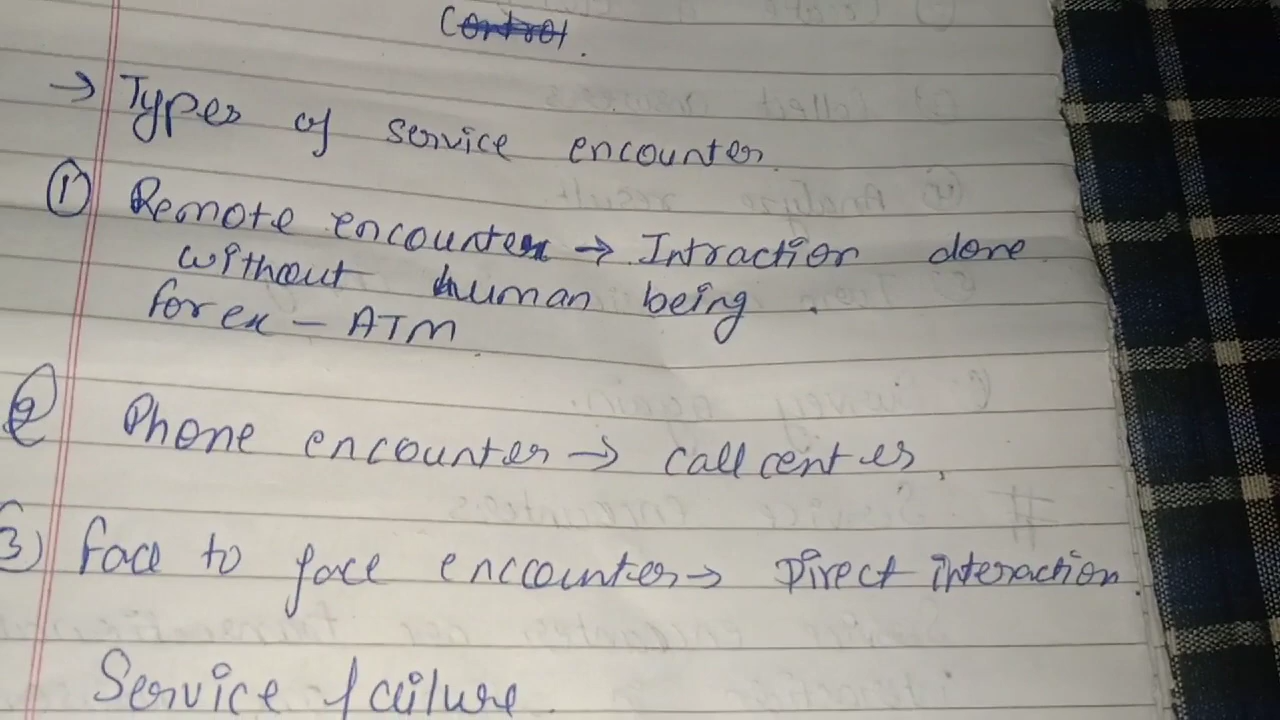 Control.
→ Types of service encounter
① Remote encounter → Intraction done
without human being.
for ex - ATM
② Phone encounter → call center,
3) face to face enccounter → Direct interaction.
Service failure